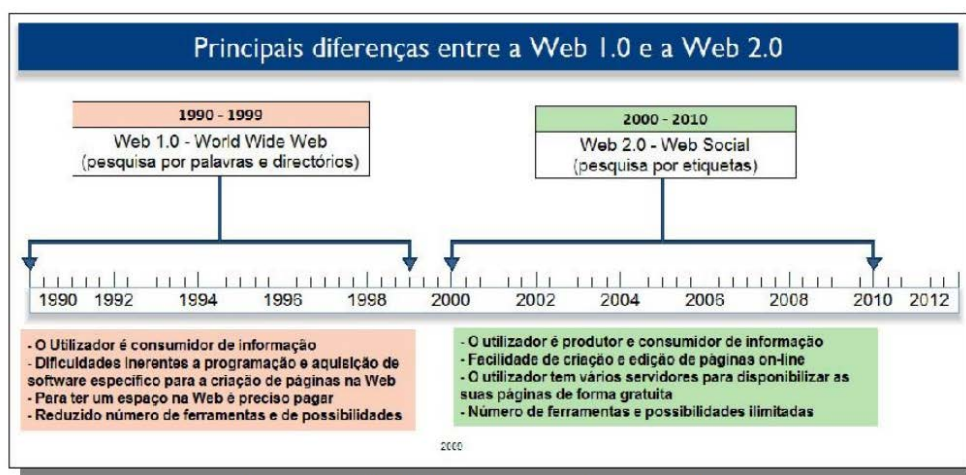 Principais diferenças entre a Web 1.0 e a Web 2.0
1990 - 1999
Web 1.0 - World Wide Web
(pesquisa por palavras e directórios)
2000 - 2010
Web 2.0 - Web Social
(pesquisa por etiquetas)
1990 1992 1994 1996 1998 2000 2002 2004 2006 2008 2010 2012
- O Utilizador é consumidor de informação
- Dificuldades inerentes a programação e aquisição de
software específico para a criação de páginas na Web
- Para ter um espaço na Web é preciso pagar
- Reduzido número de ferramentas e de possibilidades
- O utilizador é produtor e consumidor de informação
- Facilidade de criação e edição de páginas on-line
- O utilizador tem vários servidores para disponibilizar as
suas páginas de forma gratuita
- Número de ferramentas e possibilidades ilimitadas
2009